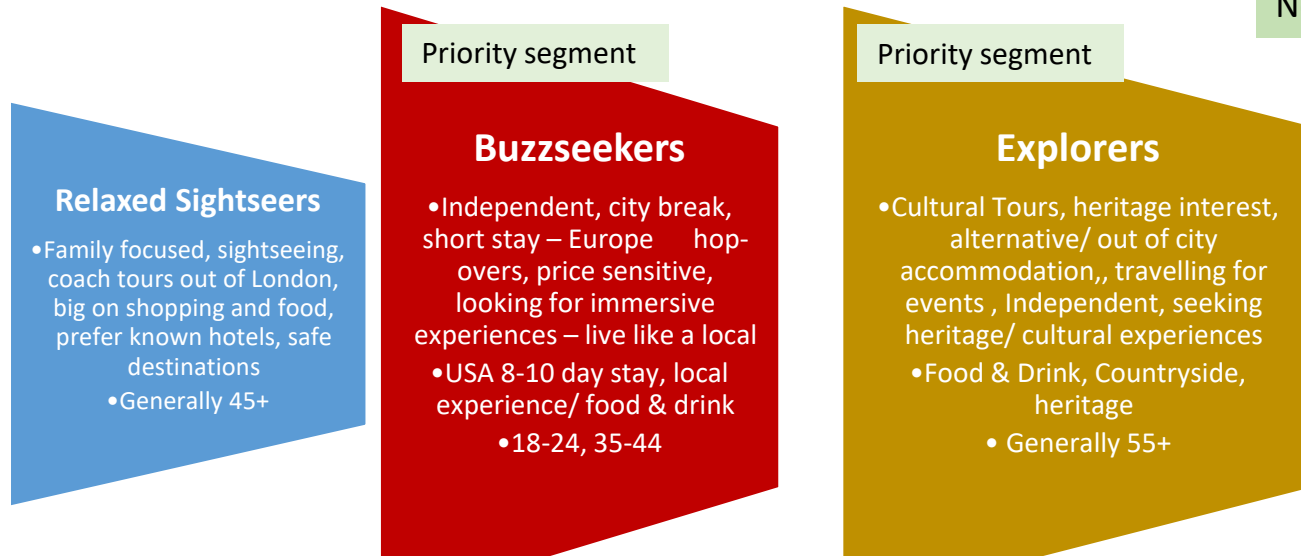 N
Priority segment
Priority segment
Relaxed Sightseers
•Family focused, sightseeing,
coach tours out of London,
big on shopping and food,
prefer known hotels, safe
destinations
•Generally 45+
Buzzseekers
•Independent, city break,
short stay – Europe hop-
overs, price sensitive,
looking for immersive
experiences – live like a local
•USA 8-10 day stay, local
experience/ food & drink
•18-24, 35-44
Explorers
•Cultural Tours, heritage interest,
alternative/ out of city
accommodation,, travelling for
events , Independent, seeking
heritage/ cultural experiences
•Food & Drink, Countryside,
heritage
• Generally 55+